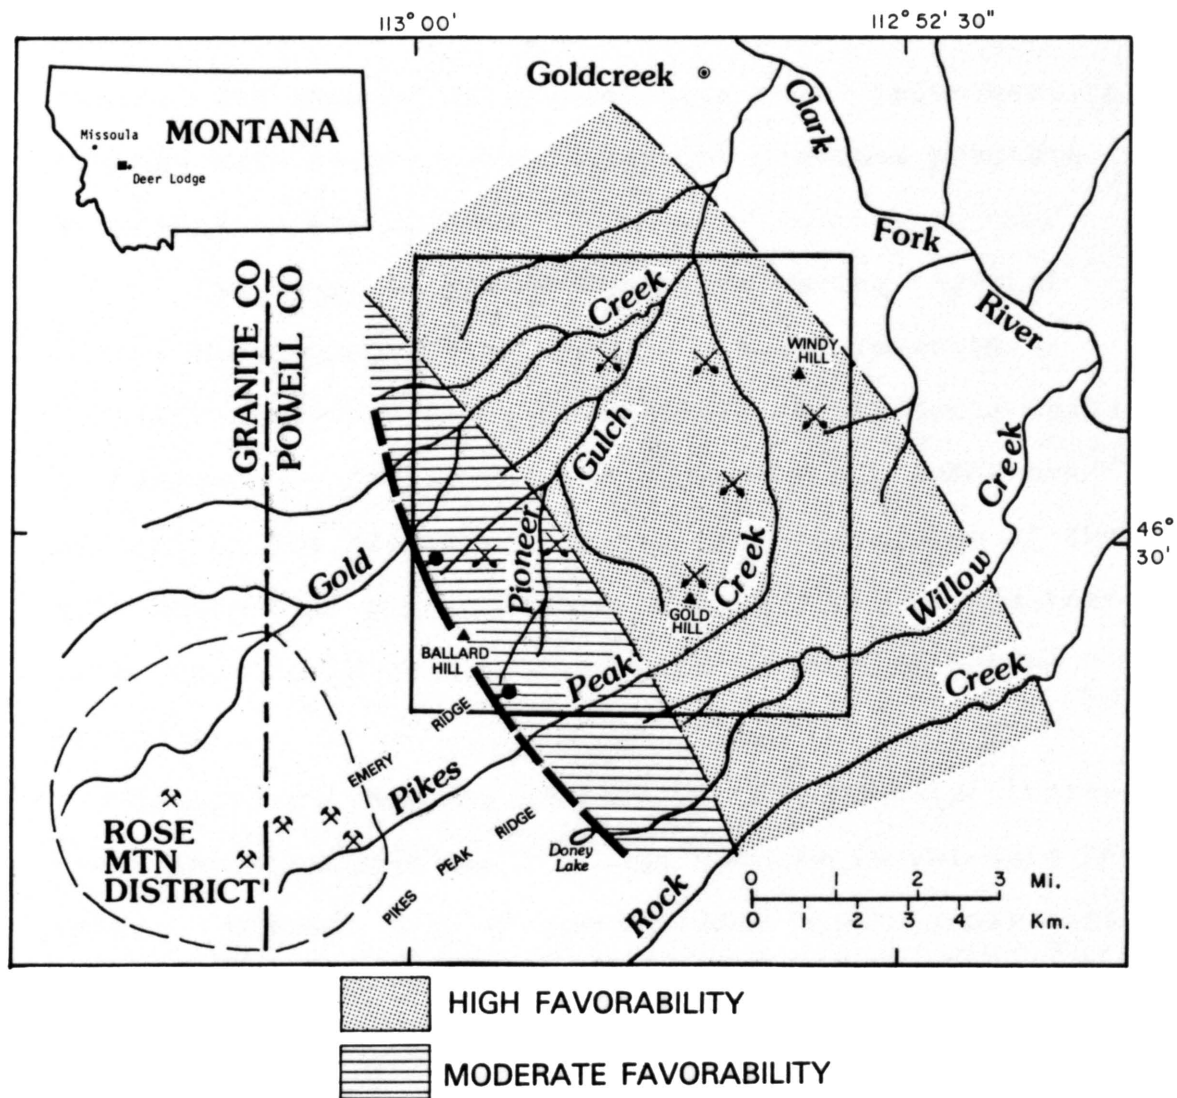 113° 00'
112° 52' 30"
Goldcreek
Clark
Fork
River
MONTANA
Missoula
Deer Lodge
GRANITE CO
POWELL CO
Creek
WINDY
HILL
Gulch
Creek
46°
30'
Pioneer
Creek
Willow
Gold
GOLD
HILL
BALLARD
HILL
Peak
Creek
RIDGE
EMERY
Pikes
RIDGE
PEAK
PIKES
ROSE
MTN
DISTRICT
Doney
Lake
Rock
0 1 2 3 Mi.
0 1 2 3 4 Km.
HIGH FAVORABILITY
MODERATE FAVORABILITY